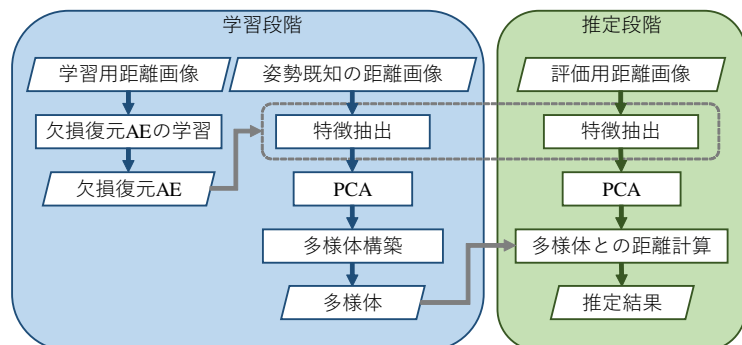 学習段階
学習用距離画像
欠損復元AEの学習
欠損復元AE
姿勢既知の距離画像
特徴抽出
PCA
多様体構築
多様体
推定段階
評価用距離画像
特徴抽出
PCA
多様体との距離計算
推定結果